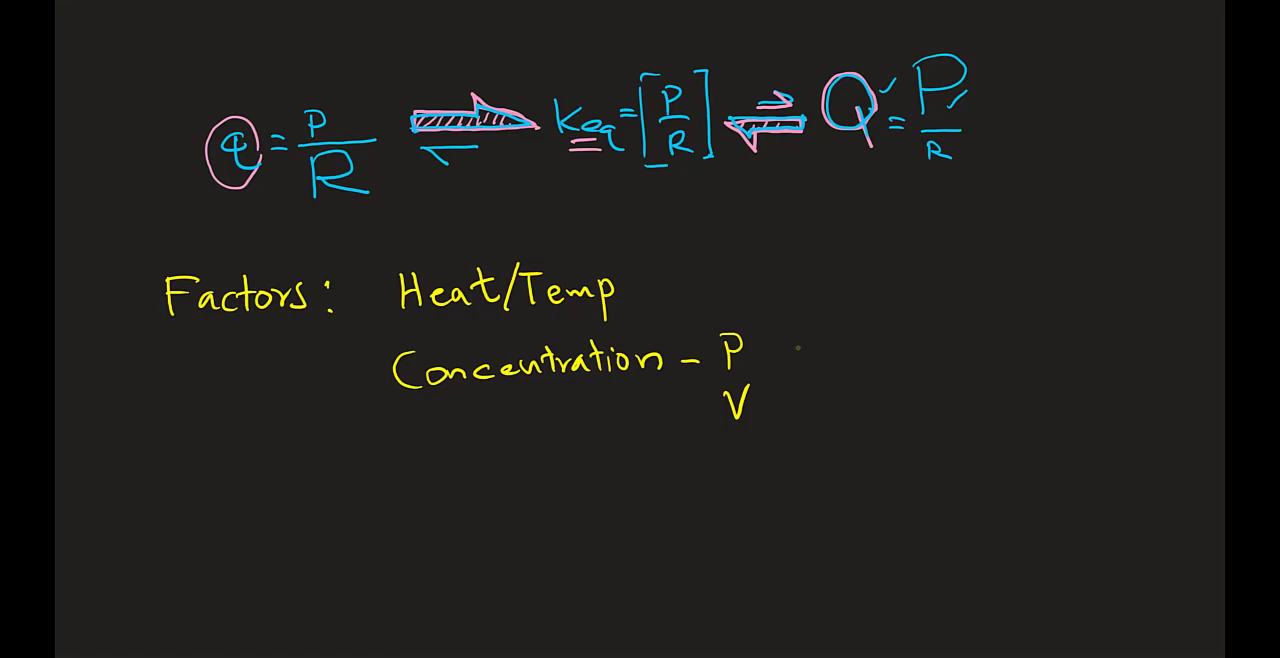 q = P/R ⇌ Keq = [P/R] ⇌ Q = P/R
Factors: Heat/Temp
Concentration - P
V